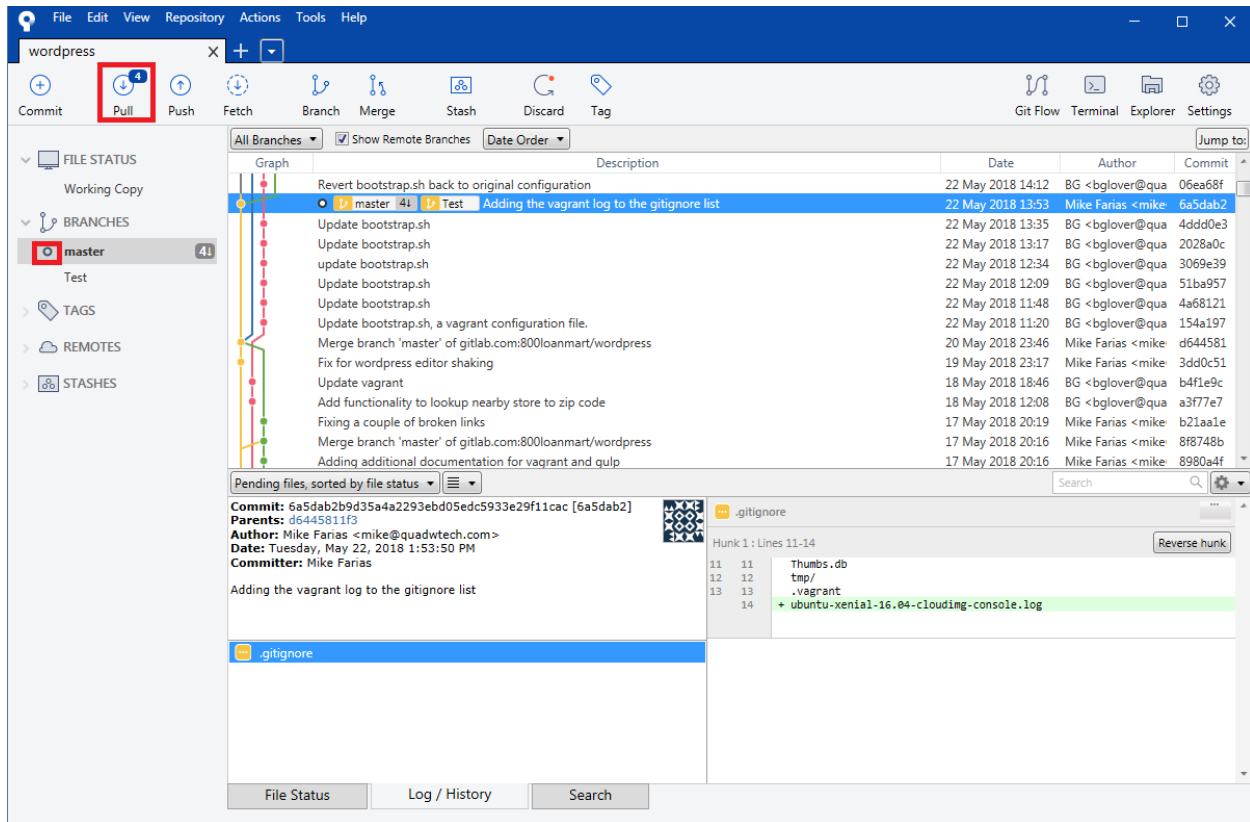 File Edit View Repository Actions Tools Help
wordpress
4
Commit Pull Push Fetch Branch Merge Stash Discard Tag Git Flow Terminal Explorer Settings
All Branches Show Remote Branches Date Order Jump to:
FILE STATUS
Working Copy
BRANCHES
master 4
Test
TAGS
REMOTES
STASHES
Graph Description Date Author Commit
Revert bootstrap.sh back to original configuration 22 May 2018 14:12 BG <bglover@qua 06ea68f
master 4 Test Adding the vagrant log to the gitignore list 22 May 2018 13:53 Mike Farias <mike 6a5dab2
Update bootstrap.sh 22 May 2018 13:35 BG <bglover@qua 4ddd0e3
Update bootstrap.sh 22 May 2018 13:17 BG <bglover@qua 2028a0c
update bootstrap.sh 22 May 2018 12:34 BG <bglover@qua 3069e39
Update bootstrap.sh 22 May 2018 12:09 BG <bglover@qua 51ba957
Update bootstrap.sh 22 May 2018 11:48 BG <bglover@qua 4a68121
Update bootstrap.sh, a vagrant configuration file. 22 May 2018 11:20 BG <bglover@qua 154a197
Merge branch 'master' of gitlab.com:800loanmart/wordpress 20 May 2018 23:46 Mike Farias <mike d644581
Fix for wordpress editor shaking 19 May 2018 23:17 Mike Farias <mike 3dd0c51
Update vagrant 18 May 2018 18:46 BG <bglover@qua b4f1e9c
Add functionality to lookup nearby store to zip code 18 May 2018 12:08 BG <bglover@qua a3f77e7
Fixing a couple of broken links 17 May 2018 20:19 Mike Farias <mike b21aa1e
Merge branch 'master' of gitlab.com:800loanmart/wordpress 17 May 2018 20:16 Mike Farias <mike 8f8748b
Adding additional documentation for vagrant and gulp 17 May 2018 20:16 Mike Farias <mike 8980a4f
Pending files, sorted by file status Search
Commit: 6a5dab2b9d35a4a2293ebd05edc5933e29f11cac [6a5dab2]
Parents: d6445811f3
Author: Mike Farias <mike@quadwtech.com>
Date: Tuesday, May 22, 2018 1:53:50 PM
Committer: Mike Farias
Adding the vagrant log to the gitignore list
.gitignore
.gitignore
Hunk 1 : Lines 11-14 Reverse hunk
11 11 Thumbs.db
12 12 tmp/
13 13 .vagrant
14 + ubuntu-xenial-16.04-cloudimg-console.log
File Status Log / History Search